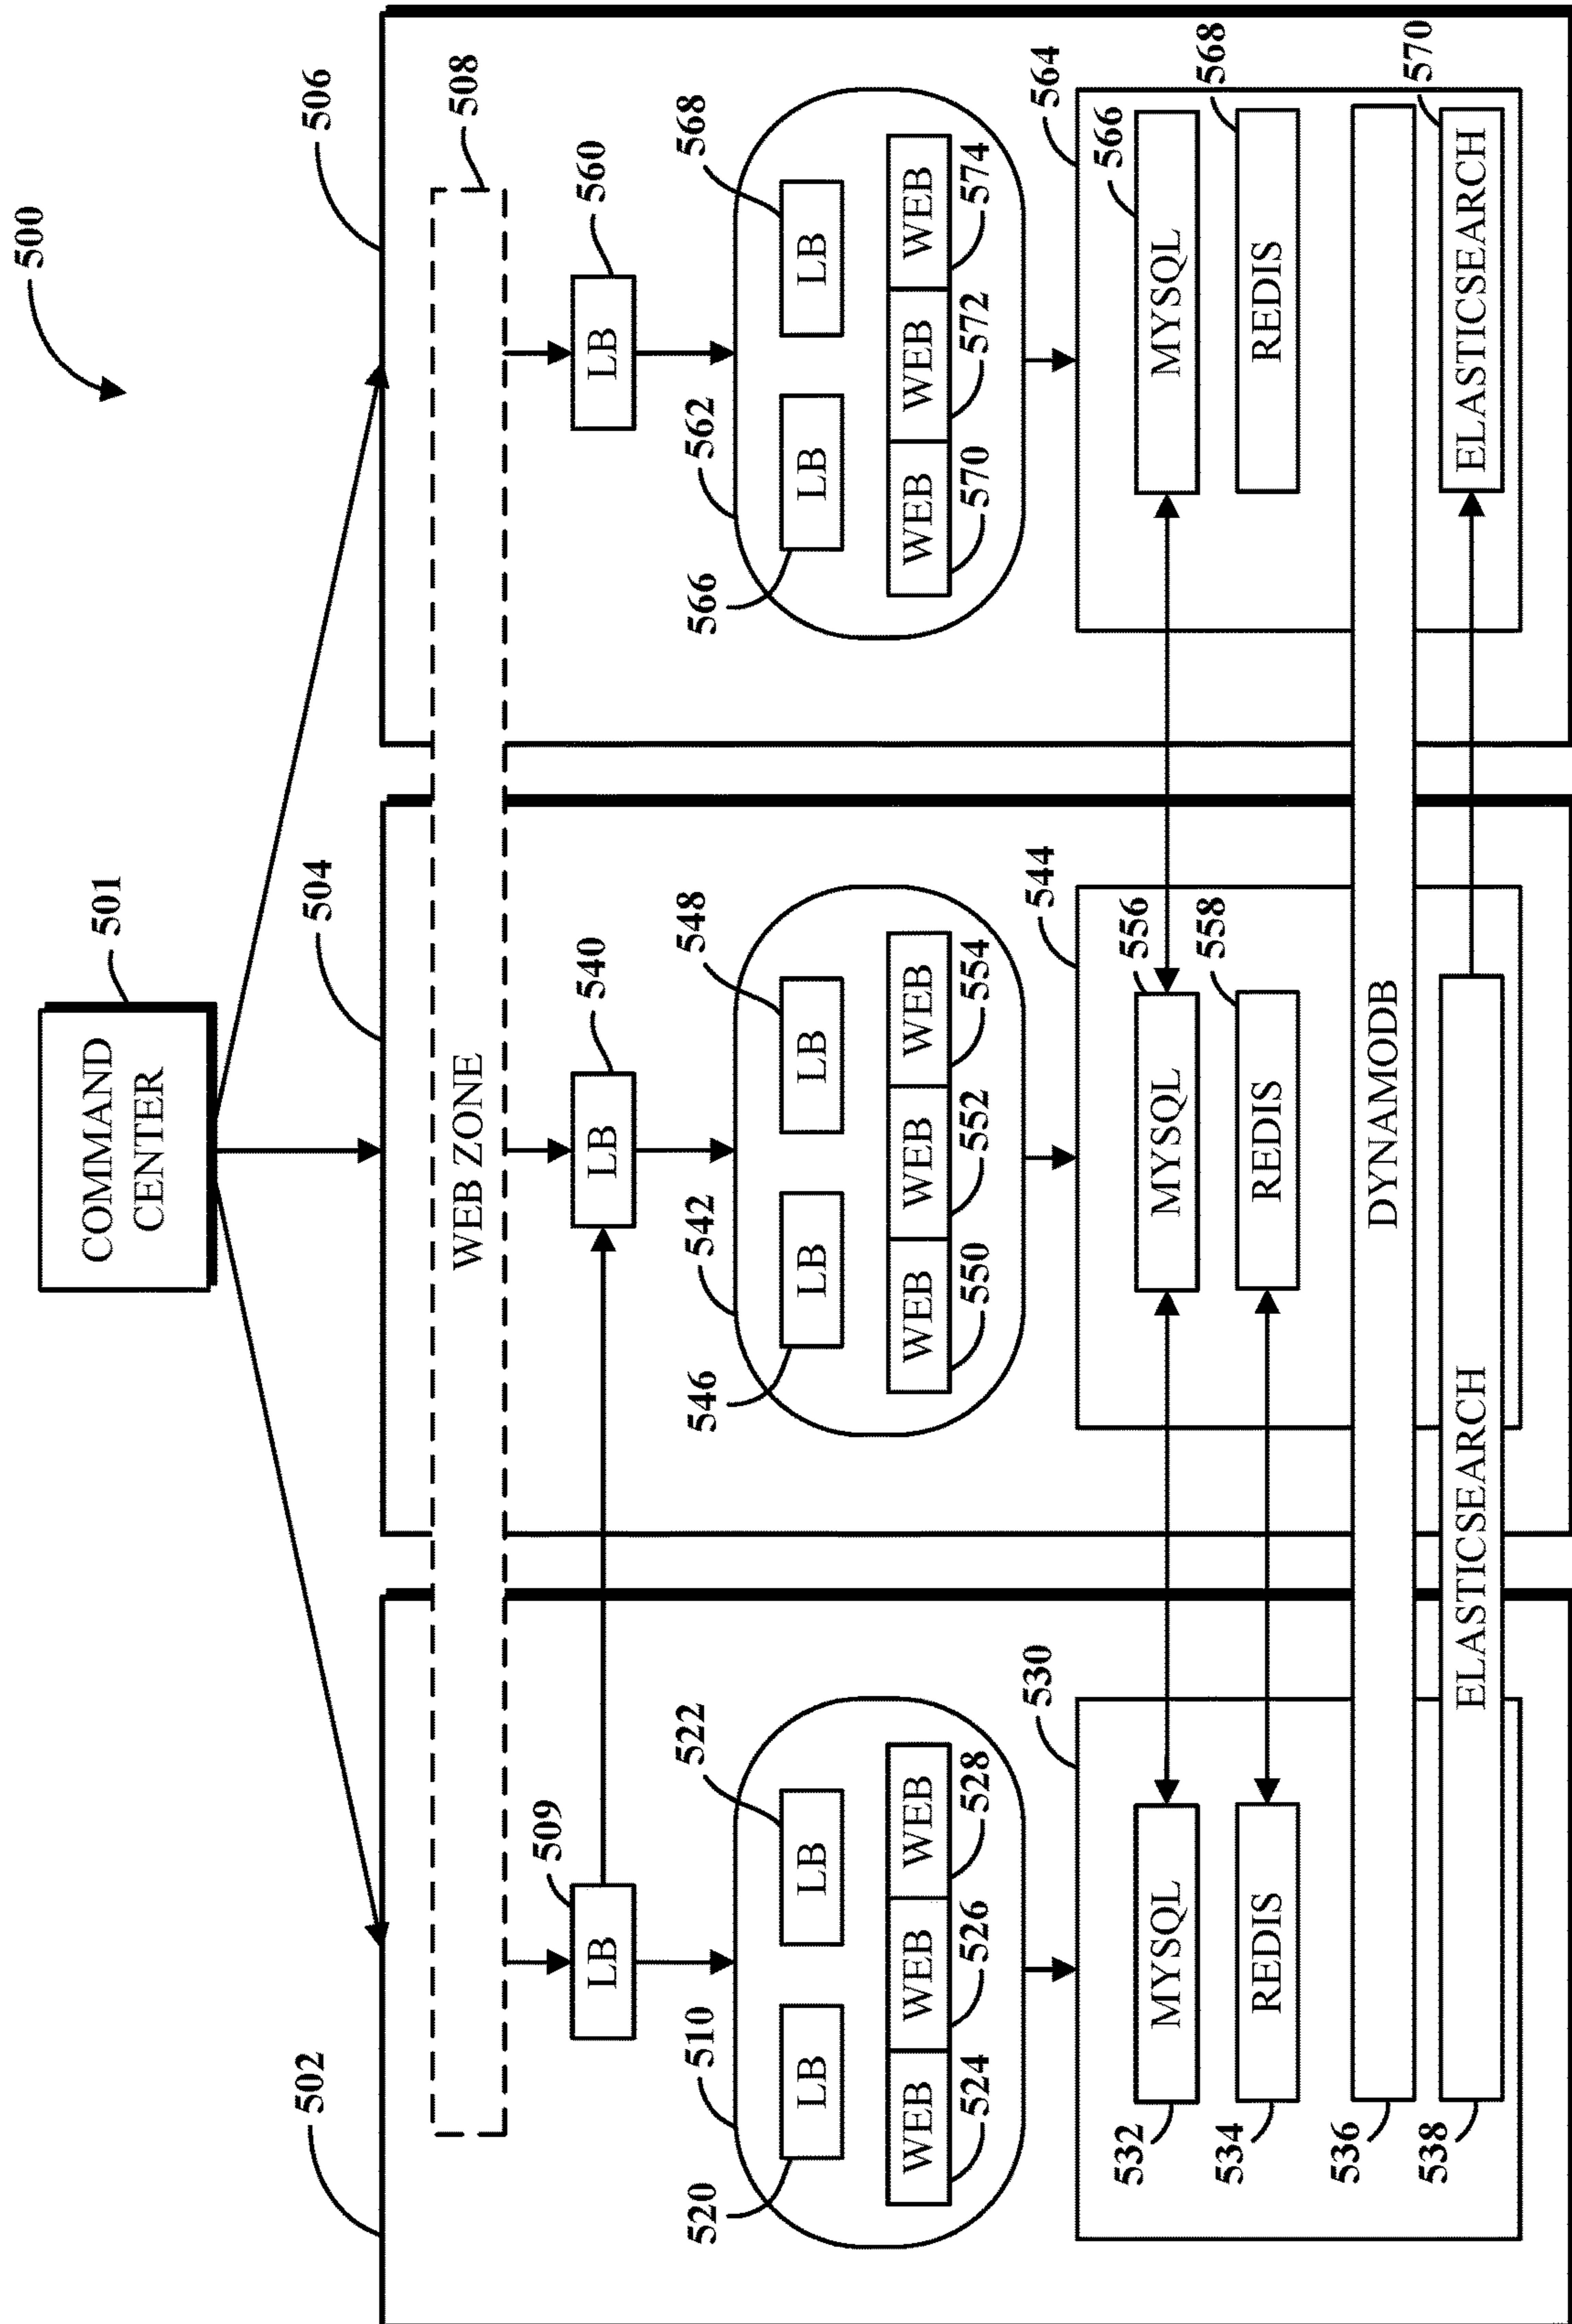 500
COMMAND
CENTER
501
502
504
506
WEB ZONE
508
LB
509
LB
540
LB
560
510
520
LB
LB
522
WEB
WEB
WEB
524
526
528
542
546
LB
LB
548
WEB
WEB
WEB
550
552
554
562
566
LB
LB
568
WEB
WEB
WEB
570
572
574
530
532
MYSQL
534
REDIS
544
MYSQL
556
REDIS
558
564
566
MYSQL
REDIS
568
536
DYNAMODB
538
ELASTICSEARCH
ELASTICSEARCH
570